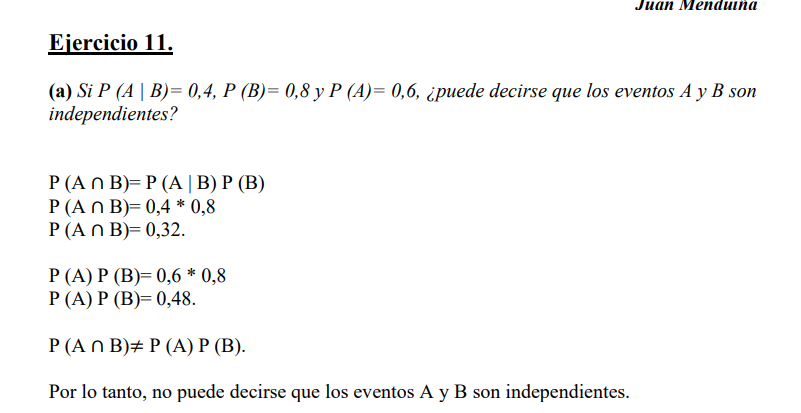 Juan Menduiña
Ejercicio 11.
(a) Si P (A | B)= 0,4, P (B)= 0,8 y P (A)= 0,6, ¿puede decirse que los eventos A y B son
independientes?
P (A ∩ B)= P (A | B) P (B)
P (A ∩ B)= 0,4 * 0,8
P (A ∩ B)= 0,32.
P (A) P (B)= 0,6 * 0,8
P (A) P (B)= 0,48.
P (A ∩ B)≠ P (A) P (B).
Por lo tanto, no puede decirse que los eventos A y B son independientes.